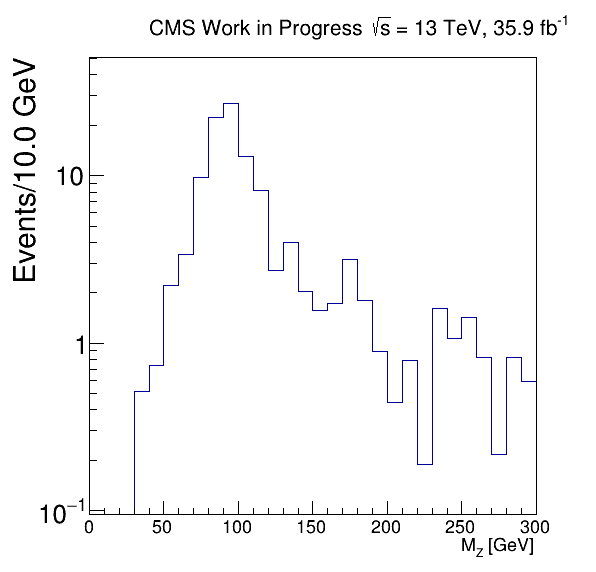 CMS Work in Progress √s = 13 TeV, 35.9 fb⁻¹
Events/10.0 GeV
10
1
10⁻¹
0 50 100 150 200 250 300
M_Z [GeV]